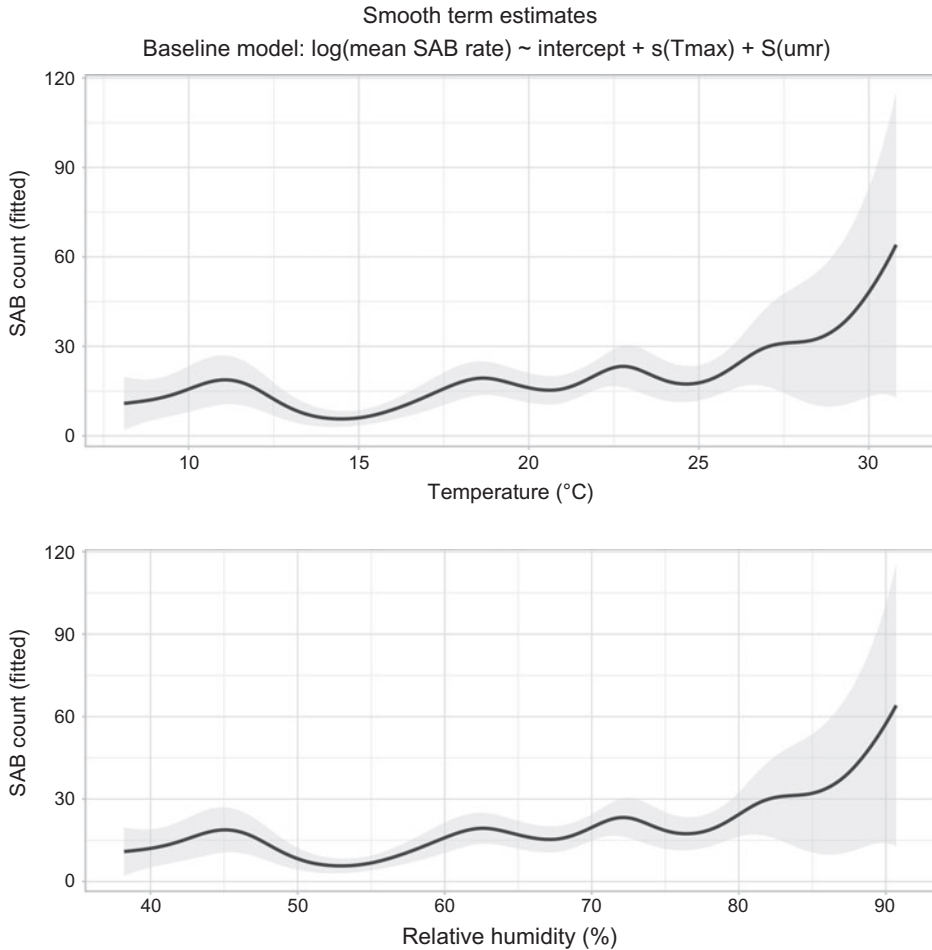 Smooth term estimates
Baseline model: log(mean SAB rate) ~ intercept + s(Tmax) + S(umr)
120
90
60
30
0
SAB count (fitted)
10 15 20 25 30
Temperature (°C)
120
90
60
30
0
SAB count (fitted)
40 50 60 70 80 90
Relative humidity (%)